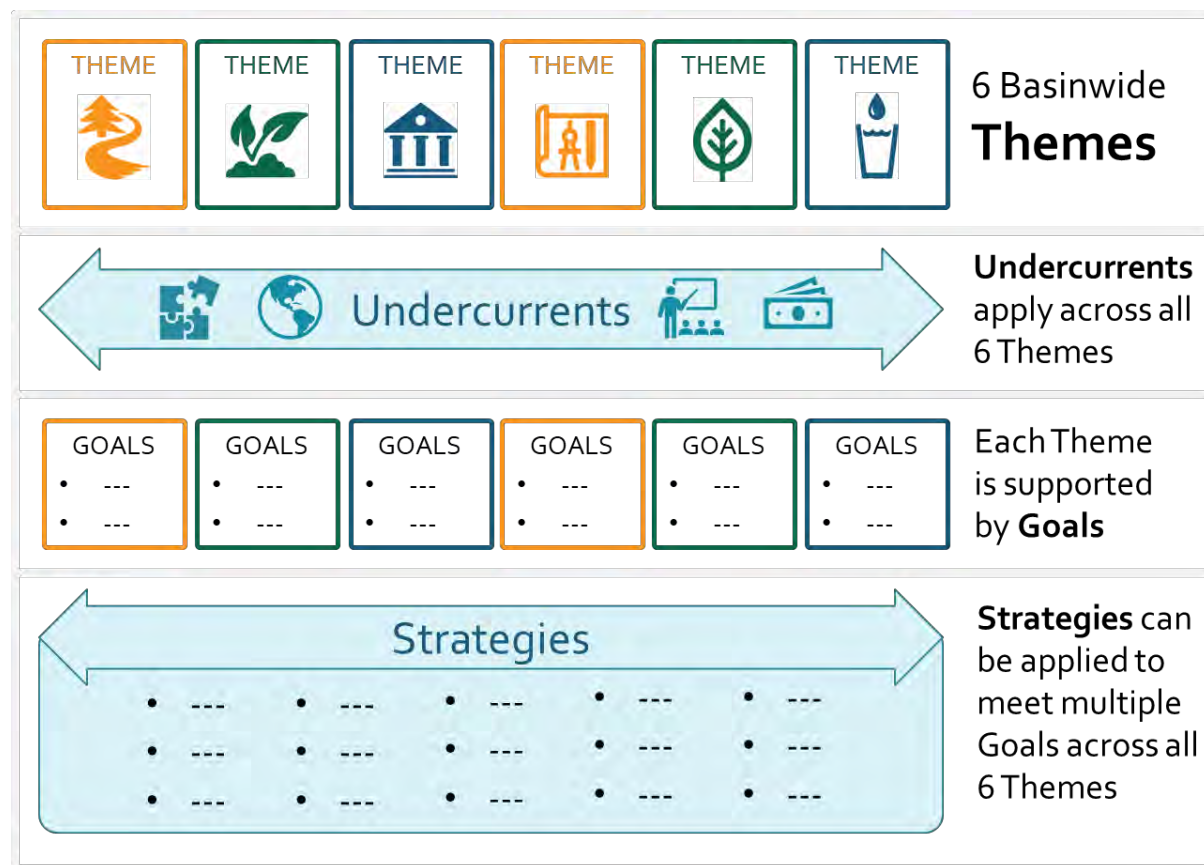 THEME THEME THEME THEME THEME THEME
6 Basinwide
Themes
Undercurrents
Undercurrents
apply across all
6 Themes
GOALS GOALS GOALS GOALS GOALS GOALS
• --- • --- • --- • --- • --- • ---
• --- • --- • --- • --- • --- • ---
Each Theme
is supported
by Goals
Strategies
• --- • --- • --- • --- • ---
• --- • --- • --- • --- • ---
• --- • --- • --- • --- • ---
Strategies can
be applied to
meet multiple
Goals across all
6 Themes